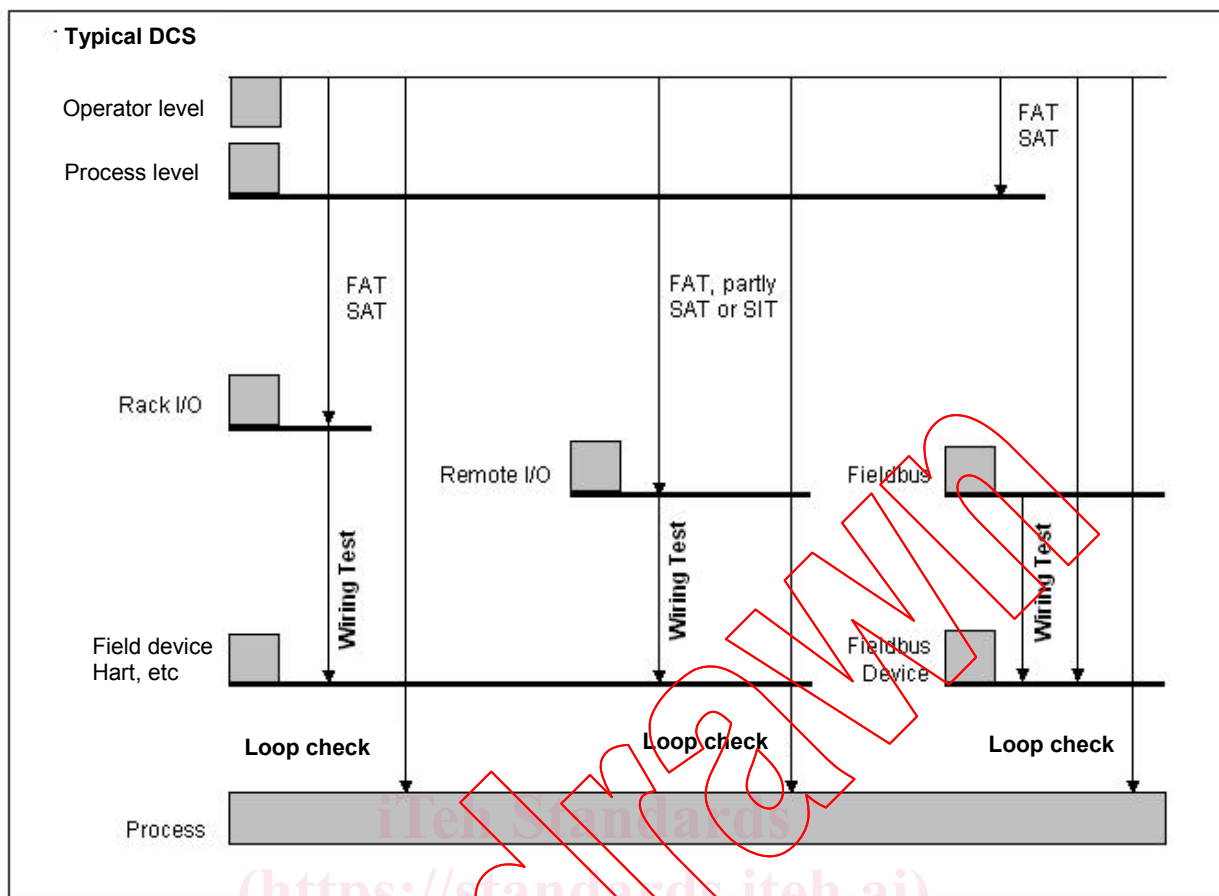 Typical DCS
Operator level
Process level
FAT
SAT
FAT
SAT
FAT, partly
SAT or SIT
Rack I/O
Remote I/O
Fieldbus
Wiring Test
Wiring Test
Wiring Test
Field device
Hart, etc
Fieldbus
Device
Loop check
Loop check
Loop check
Process
iTeh Standards
(https://standards.iteh.ai)
drawn